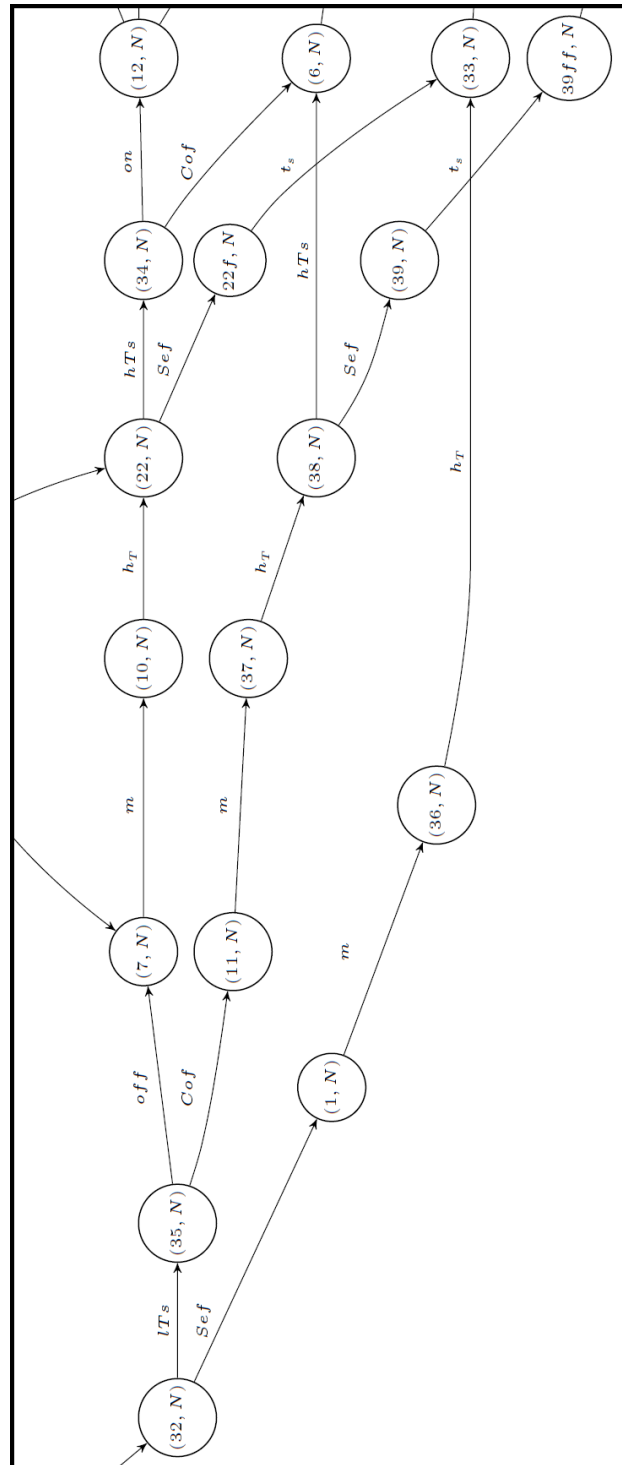 (12, N)
(6, N)
(33, N)
39ff, N
on
Cof
t_s
t_s
(34, N)
22f, N
hTs
(39, N)
hTs
Sef
Sef
(22, N)
(38, N)
h_T
h_T
h_T
(10, N)
(37, N)
m
m
(36, N)
(7, N)
(11, N)
m
off
Cof
(1, N)
(35, N)
lTs
Sef
(32, N)